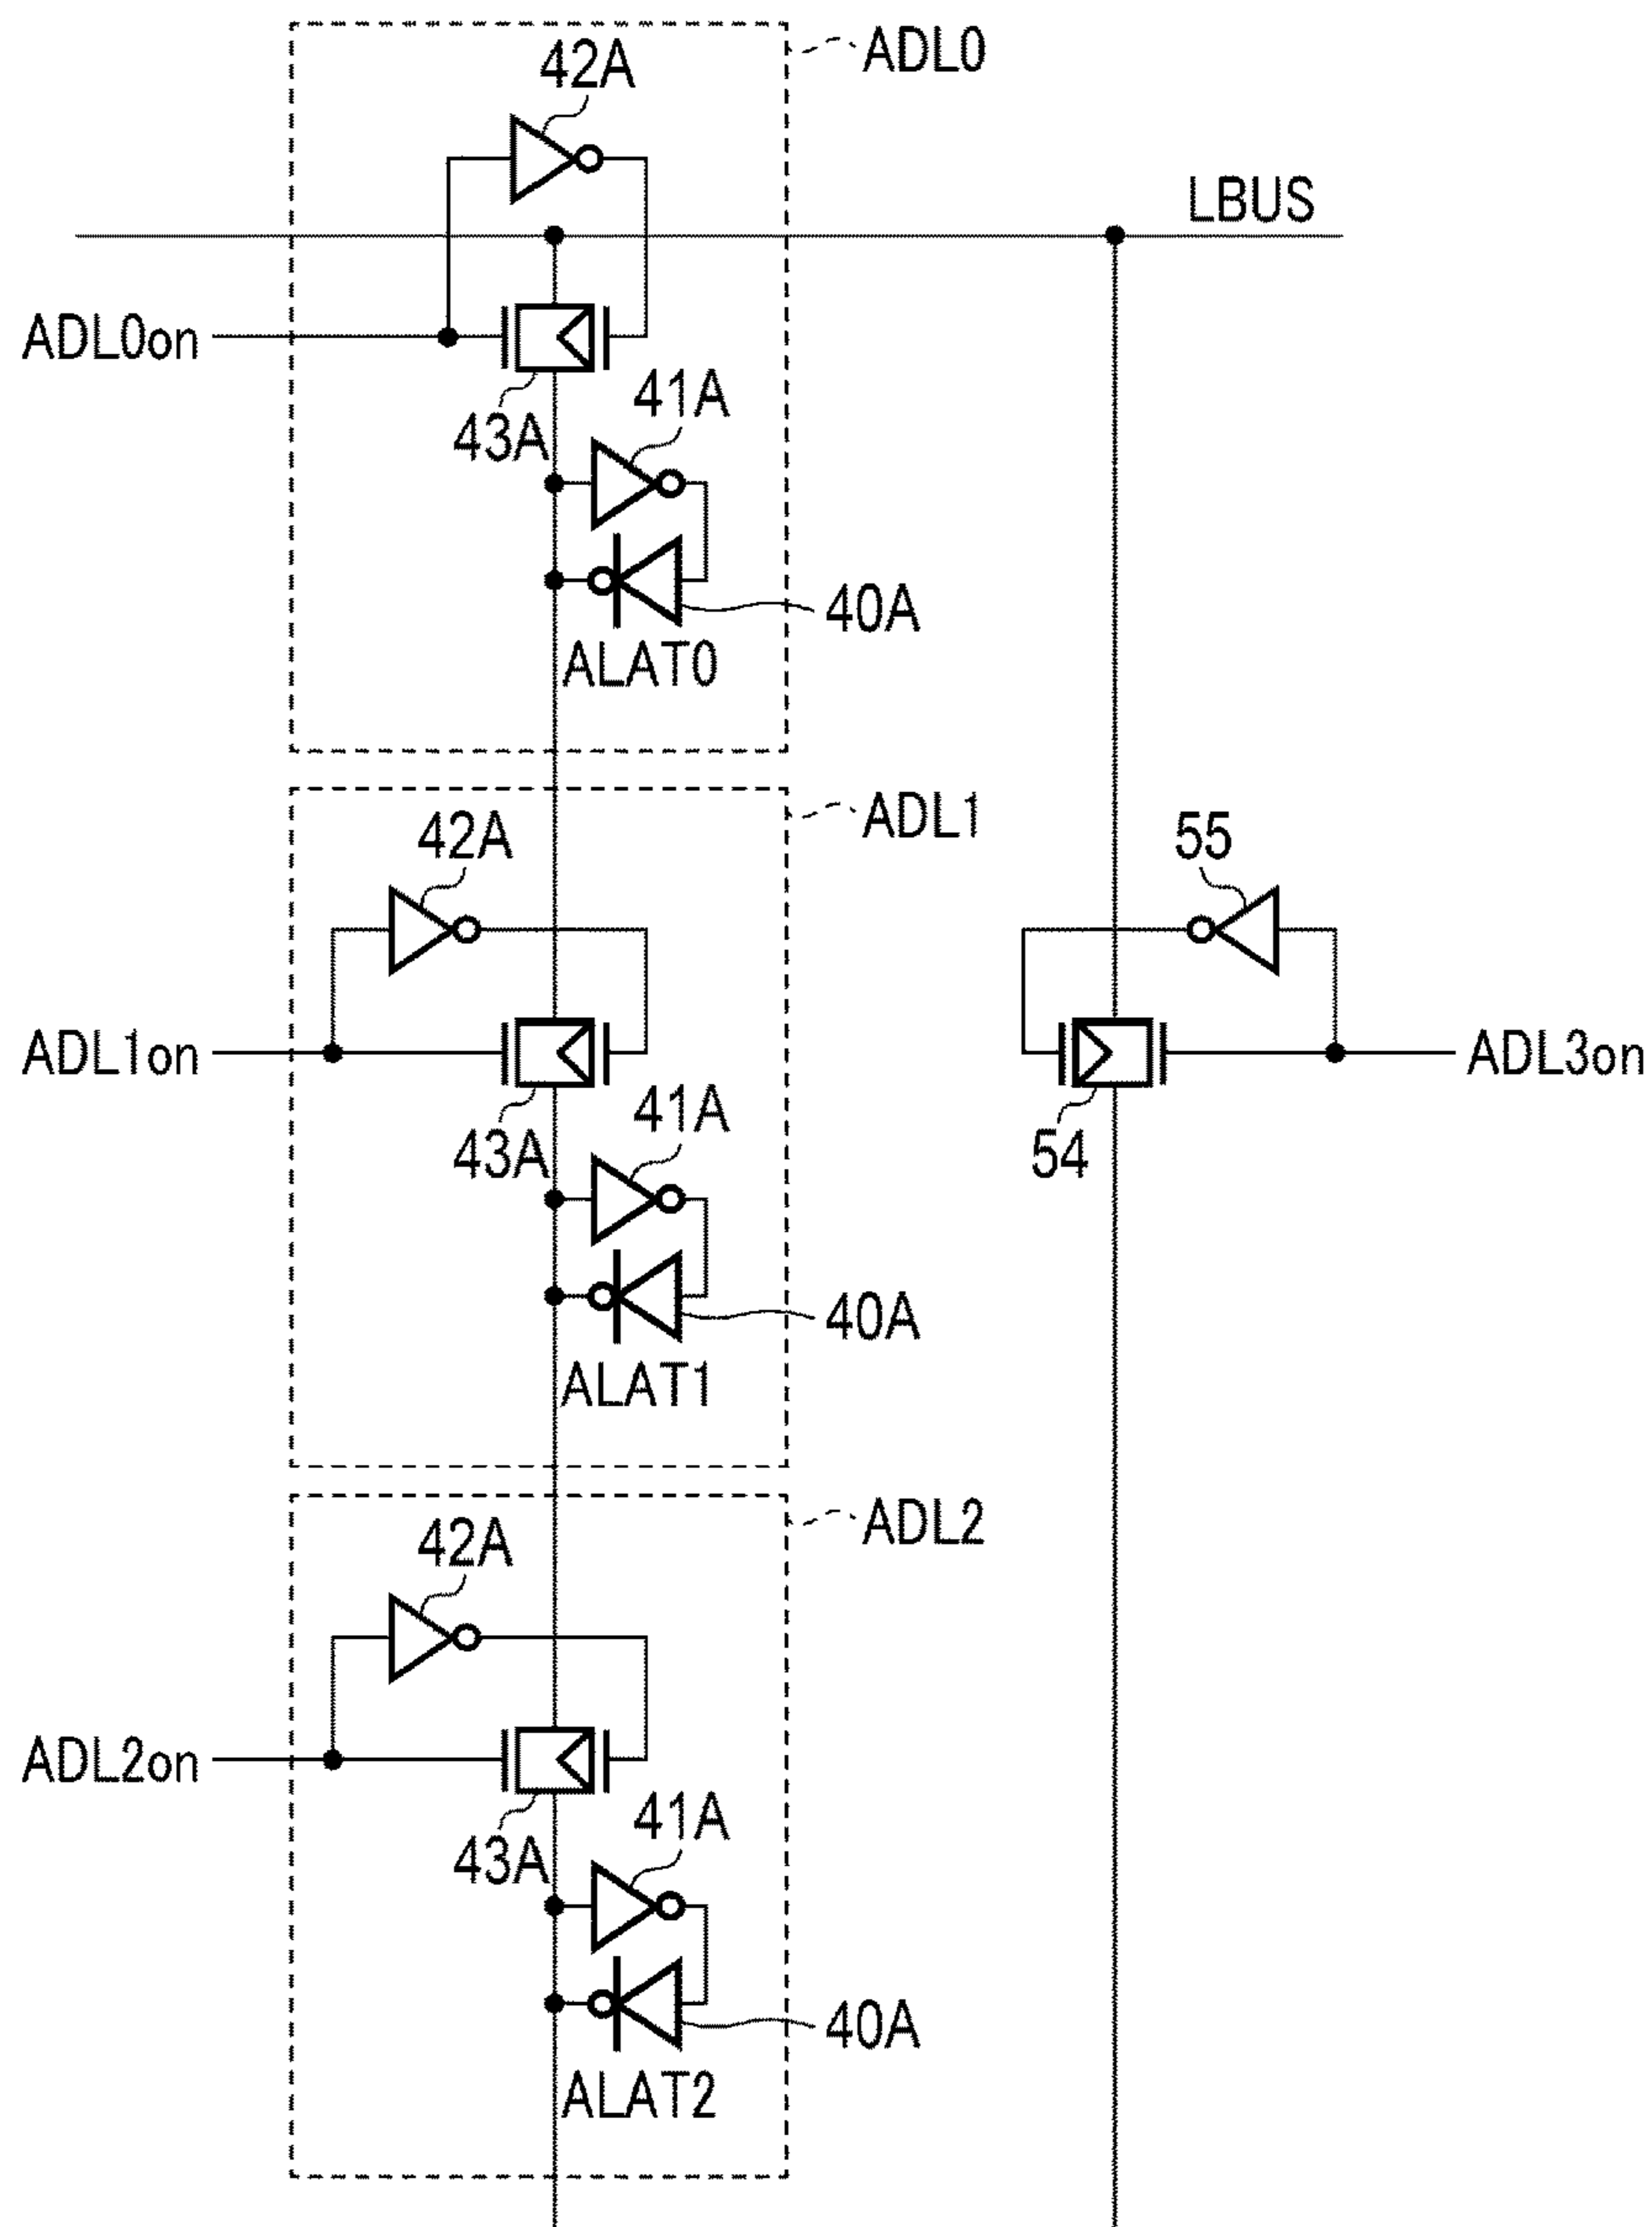 ADL0
42A
LBUS
ADL0on
43A
41A
40A
ALAT0
ADL1
42A
55
ADL1on
ADL3on
43A
41A
54
40A
ALAT1
ADL2
42A
ADL2on
43A
41A
40A
ALAT2